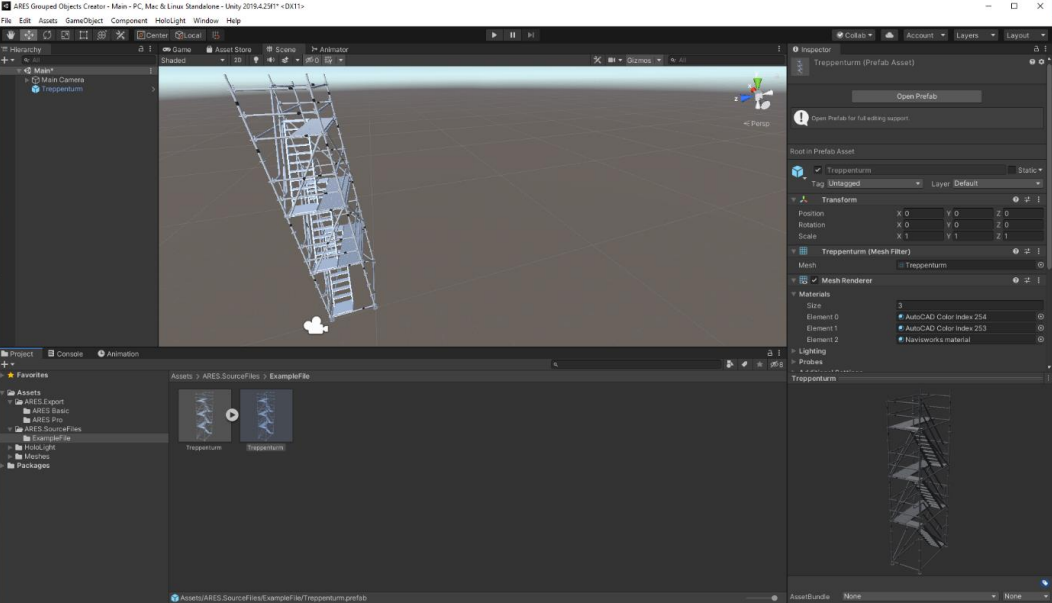 ARES Grouped Objects Creator - Main - PC, Mac & Linux Standalone - Unity 2019.4.25f1* <DX11>
File Edit Assets GameObject Component HoloLight Window Help
Center Local Collab Account Layers Layout
Hierarchy
Game Asset Store Scene Animator
Inspector
All
Shaded 2D 0 Gizmos All
Main*
Main Camera
Treppenturm
z
Persp
Treppenturm (Prefab Asset)
Open Prefab
Open Prefab for full editing support.
Root in Prefab Asset
Treppenturm Static
Tag Untagged Layer Default
Transform
Position X 0 Y 0 Z 0
Rotation X 0 Y 0 Z 0
Scale X 1 Y 1 Z 1
Treppenturm (Mesh Filter)
Mesh Treppenturm
Mesh Renderer
Materials
Size 3
Element 0 AutoCAD Color Index 254
Element 1 AutoCAD Color Index 253
Element 2 Navisworks material
Lighting
Probes
Additional Settings
Treppenturm
Project Console Animation
8
Favorites
Assets
ARES.Export
ARES Basic
ARES Pro
ARES.SourceFiles
ExampleFile
HoloLight
Meshes
Packages
Assets > ARES.SourceFiles > ExampleFile
Treppenturm Treppenturm
Assets/ARES.SourceFiles/ExampleFile/Treppenturm.prefab
AssetBundle None None